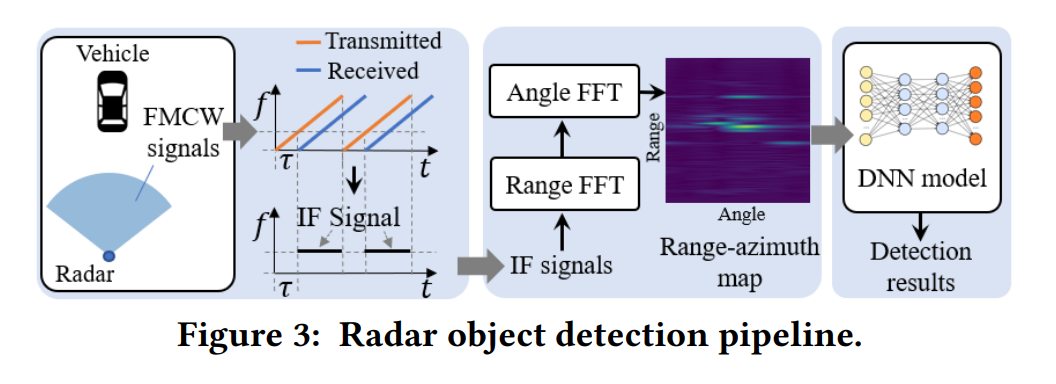 Vehicle
FMCW
signals
Radar
Transmitted
Received
f
τ
t
IF Signal
f
τ
t
Angle FFT
Range FFT
IF signals
Range
Angle
Range-azimuth
map
DNN model
Detection
results
Figure 3: Radar object detection pipeline.